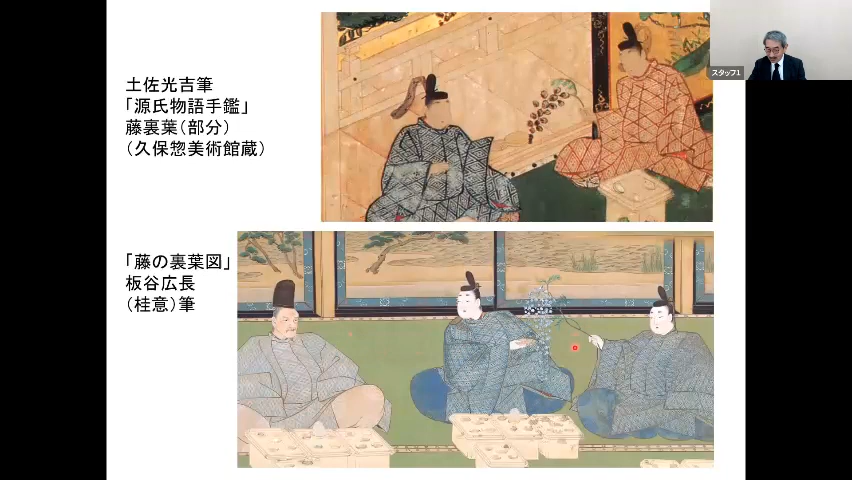 土佐光吉筆
「源氏物語手鑑」
藤裏葉(部分)
(久保惣美術館蔵)
「藤の裏葉図」
板谷広長
(桂意)筆
スタッフ1